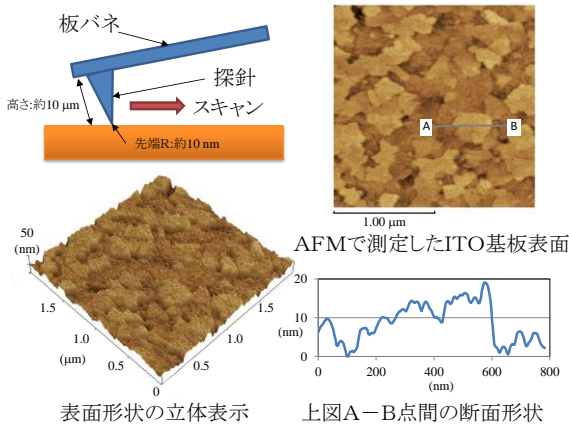 板バネ
探針
高さ:約10 μm
スキャン
先端R:約10 nm
A
B
1.00 μm
AFMで測定したITO基板表面
50
(nm)
1.5
1.0
(μm)
0.5
0
0.5
1.0
1.5
表面形状の立体表示
20
10
(nm)
0
0
200
400
600
800
(nm)
上図A－B点間の断面形状